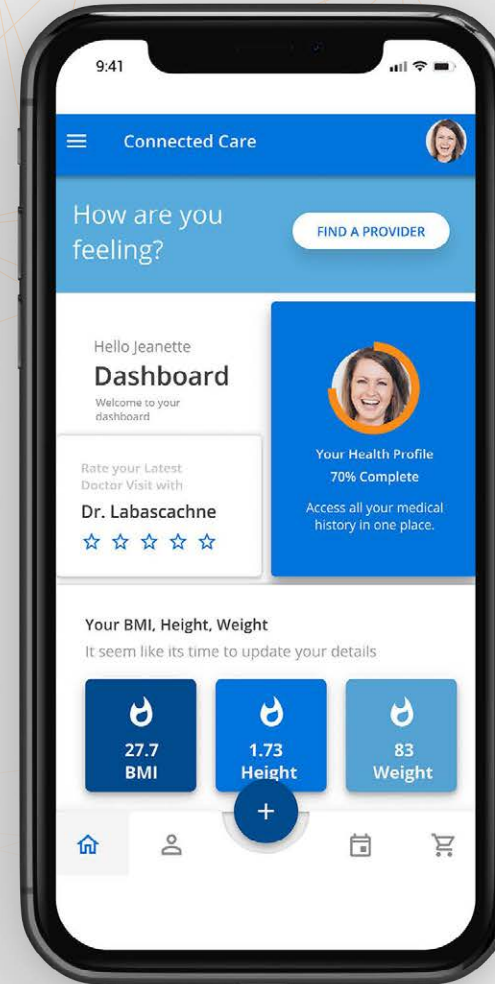 9:41
Connected Care
How are you
feeling?
FIND A PROVIDER
Hello Jeanette
Dashboard
Welcome to your
dashboard
Your Health Profile
70% Complete
Access all your medical
history in one place.
Rate your Latest
Doctor Visit with
Dr. Labascachne
Your BMI, Height, Weight
It seem like its time to update your details
27.7
BMI
1.73
Height
83
Weight
+